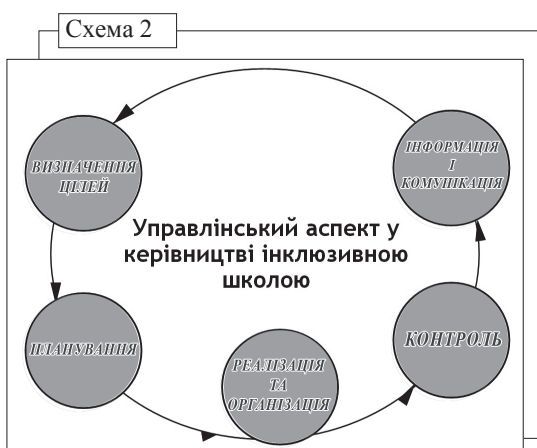 Схема 2
ВИЗНАЧЕННЯ
ЦІЛЕЙ
ІНФОРМАЦІЯ
І
КОМУНІКАЦІЯ
Управлінський аспект у
керівництві інклюзивною
школою
ПЛАНУВАННЯ
РЕАЛІЗАЦІЯ
ТА
ОРГАНІЗАЦІЯ
КОНТРОЛЬ